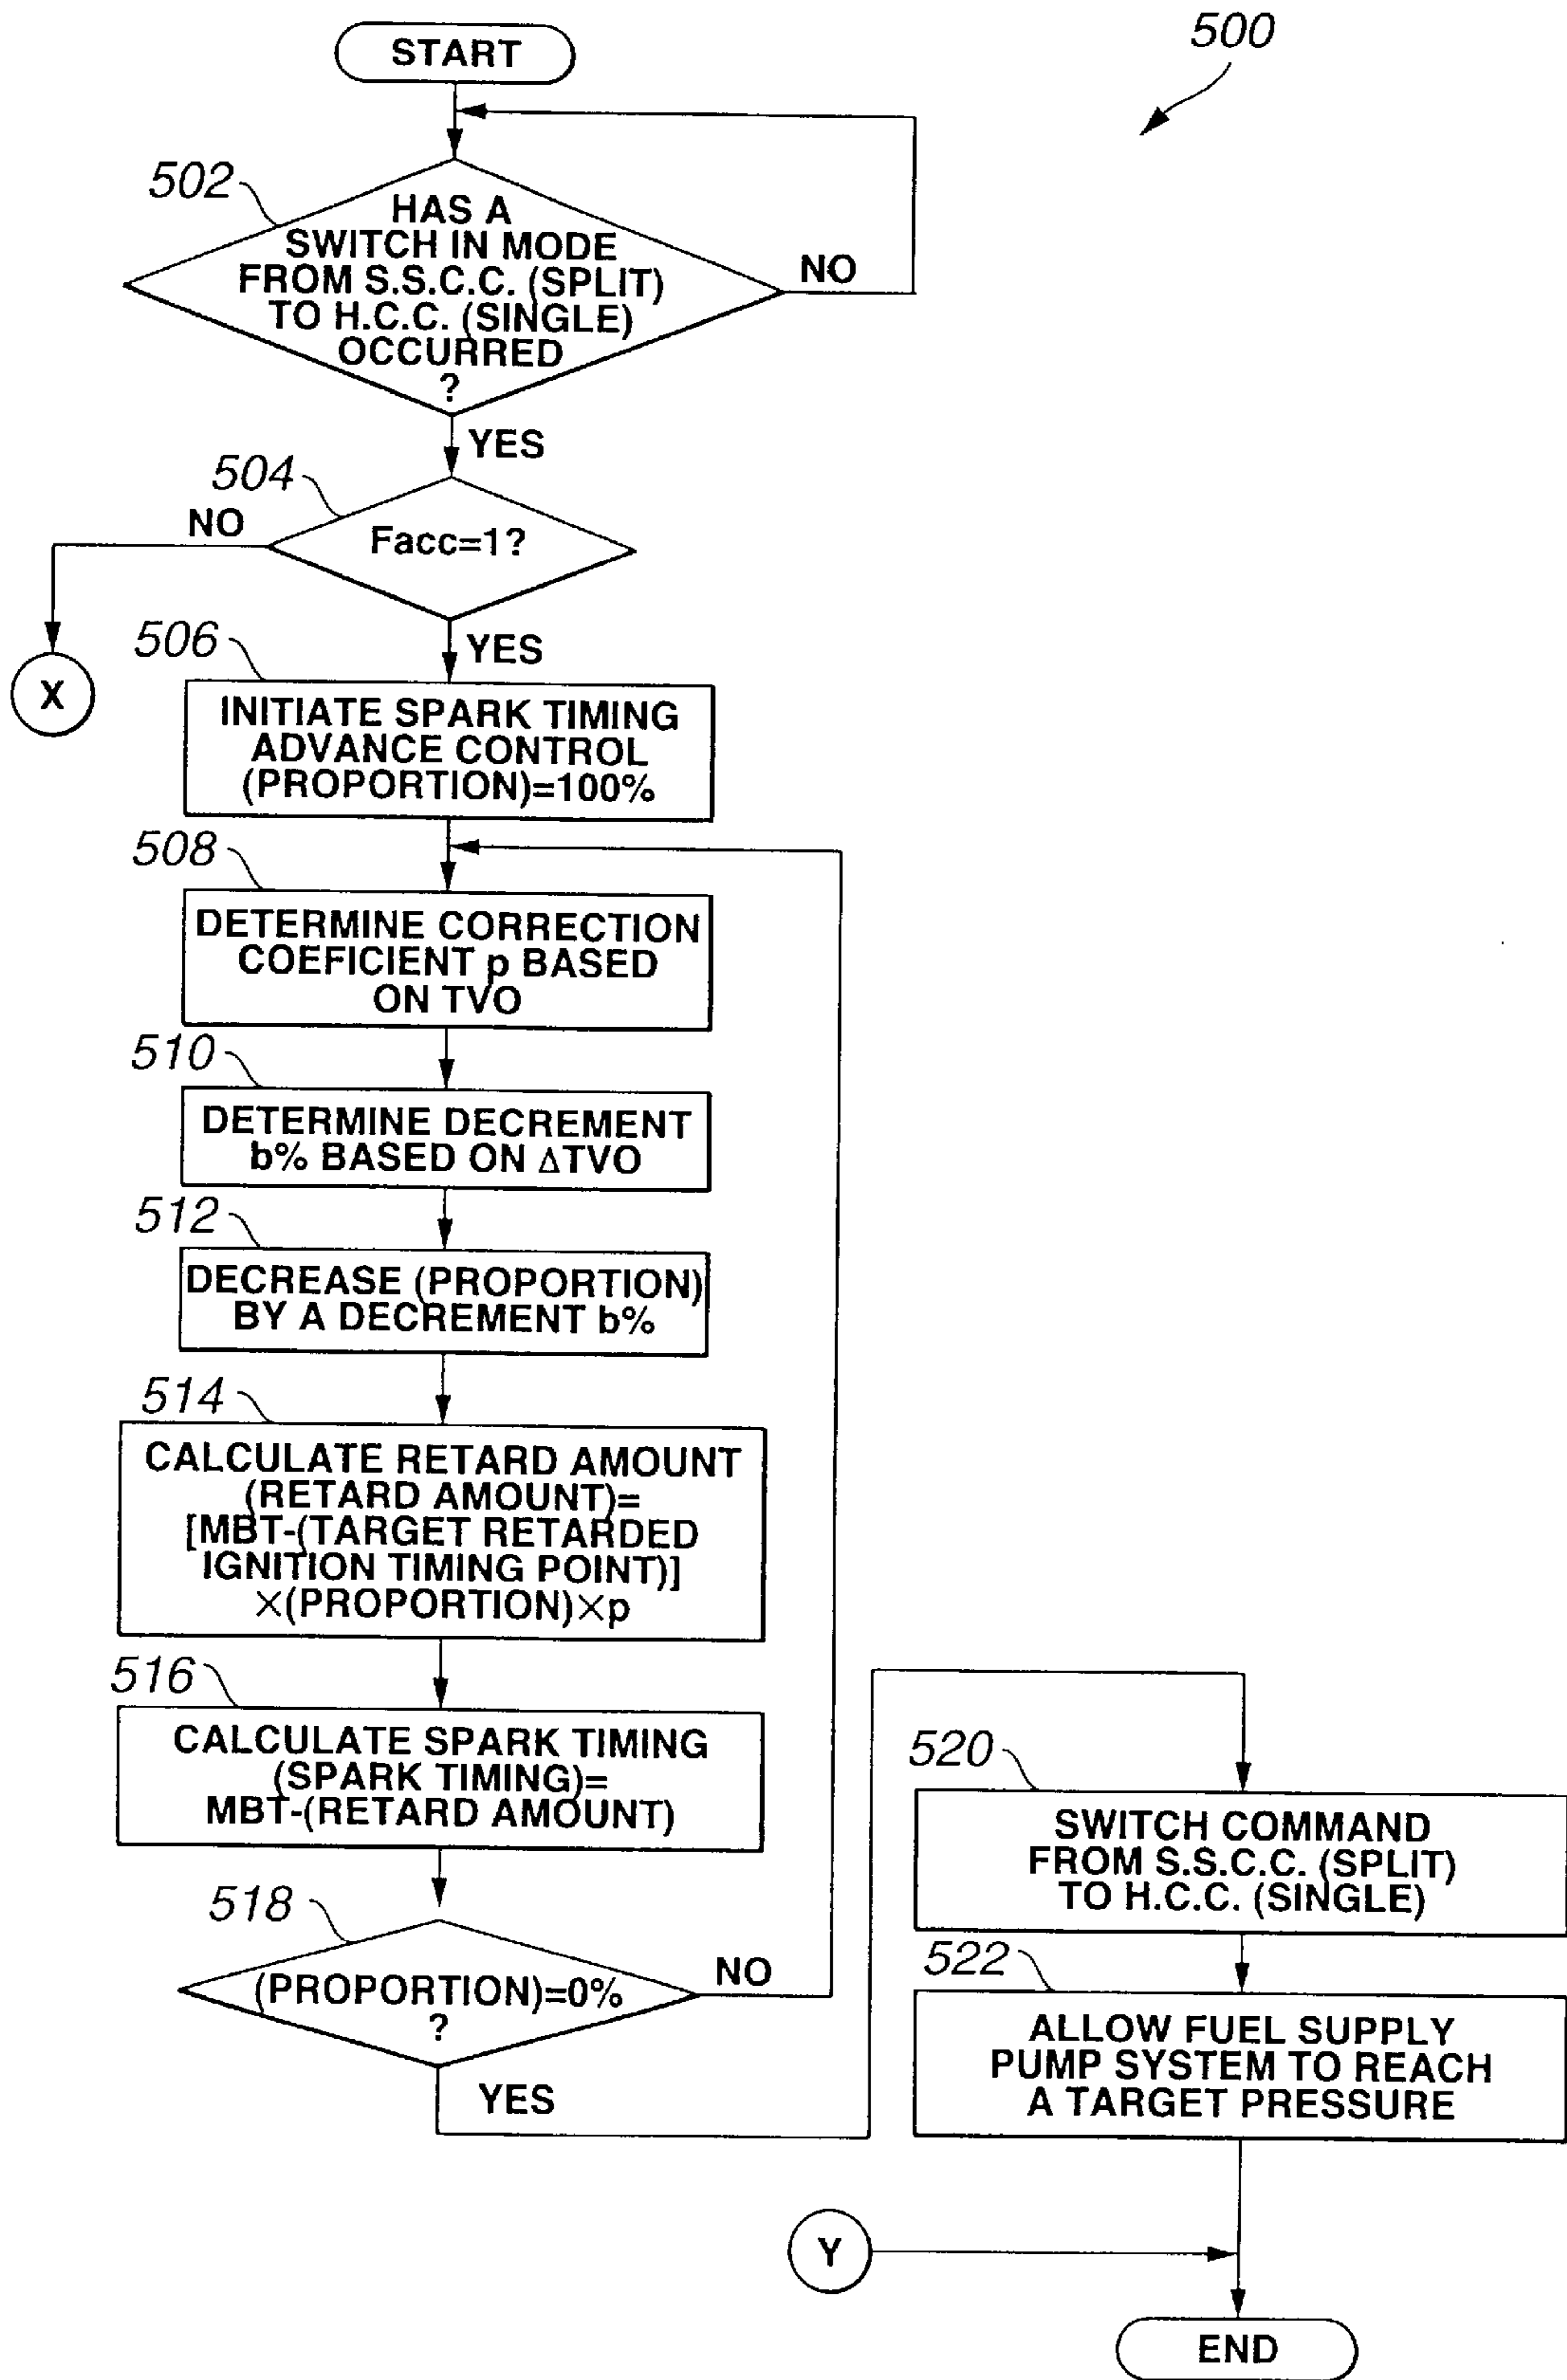 500
START
502
HAS A
SWITCH IN MODE
FROM S.S.C.C. (SPLIT)
TO H.C.C. (SINGLE)
OCCURRED
?
NO
YES
504
NO
Facc=1?
YES
X
506
INITIATE SPARK TIMING
ADVANCE CONTROL
(PROPORTION)=100%
508
DETERMINE CORRECTION
COEFICIENT p BASED
ON TVO
510
DETERMINE DECREMENT
b% BASED ON ΔTVO
512
DECREASE (PROPORTION)
BY A DECREMENT b%
514
CALCULATE RETARD AMOUNT
(RETARD AMOUNT)=
[MBT-(TARGET RETARDED
IGNITION TIMING POINT)]
×(PROPORTION)×p
516
CALCULATE SPARK TIMING
(SPARK TIMING)=
MBT-(RETARD AMOUNT)
518
(PROPORTION)=0%
?
NO
YES
520
SWITCH COMMAND
FROM S.S.C.C. (SPLIT)
TO H.C.C. (SINGLE)
522
ALLOW FUEL SUPPLY
PUMP SYSTEM TO REACH
A TARGET PRESSURE
Y
END